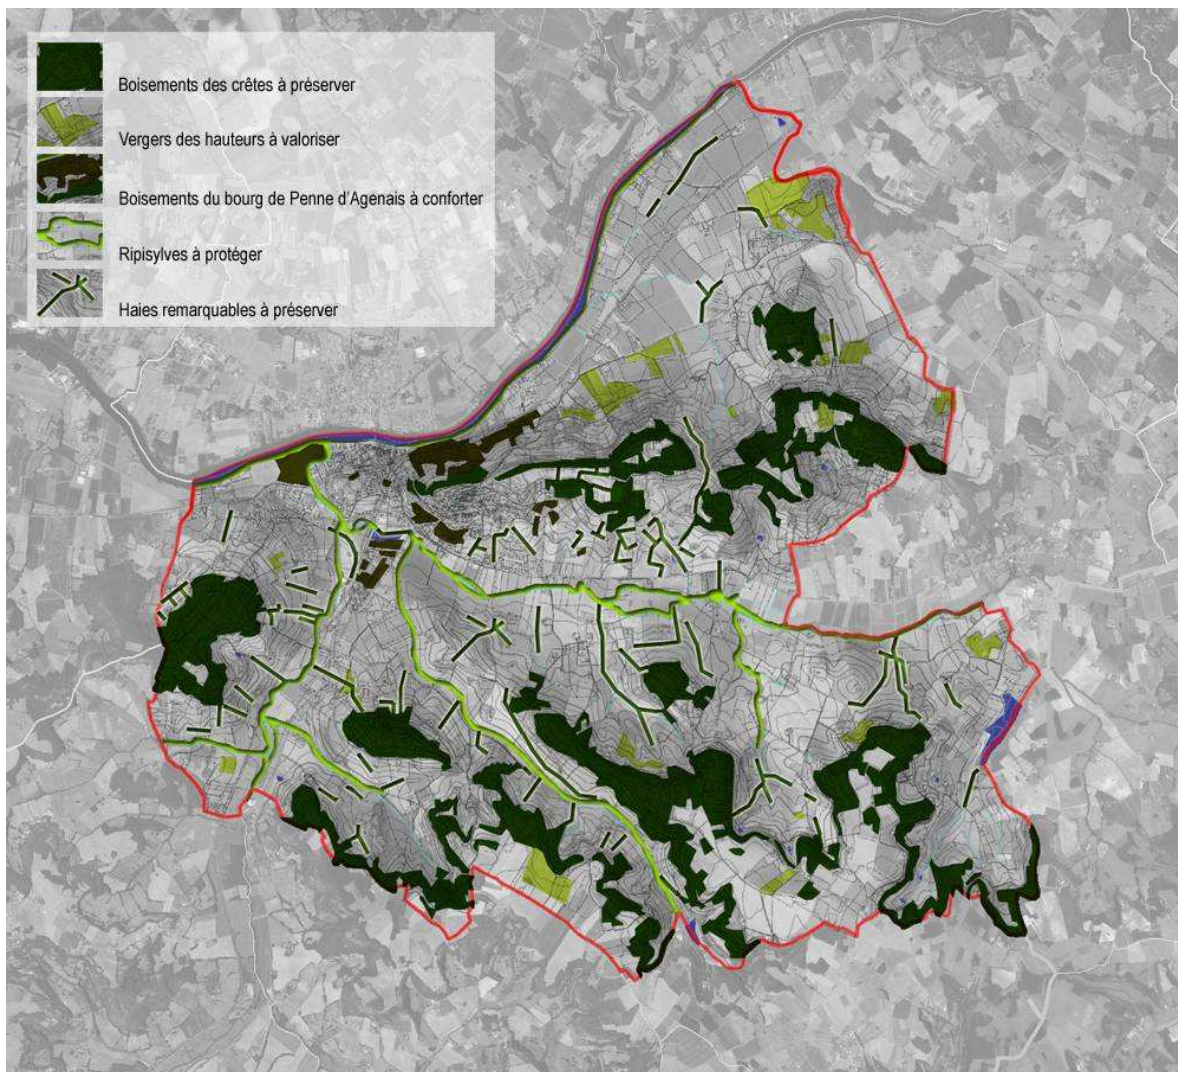 Boisements des crêtes à préserver
Vergers des hauteurs à valoriser
Boisements du bourg de Penne d'Agenais à conforter
Ripisylves à protéger
Haies remarquables à préserver